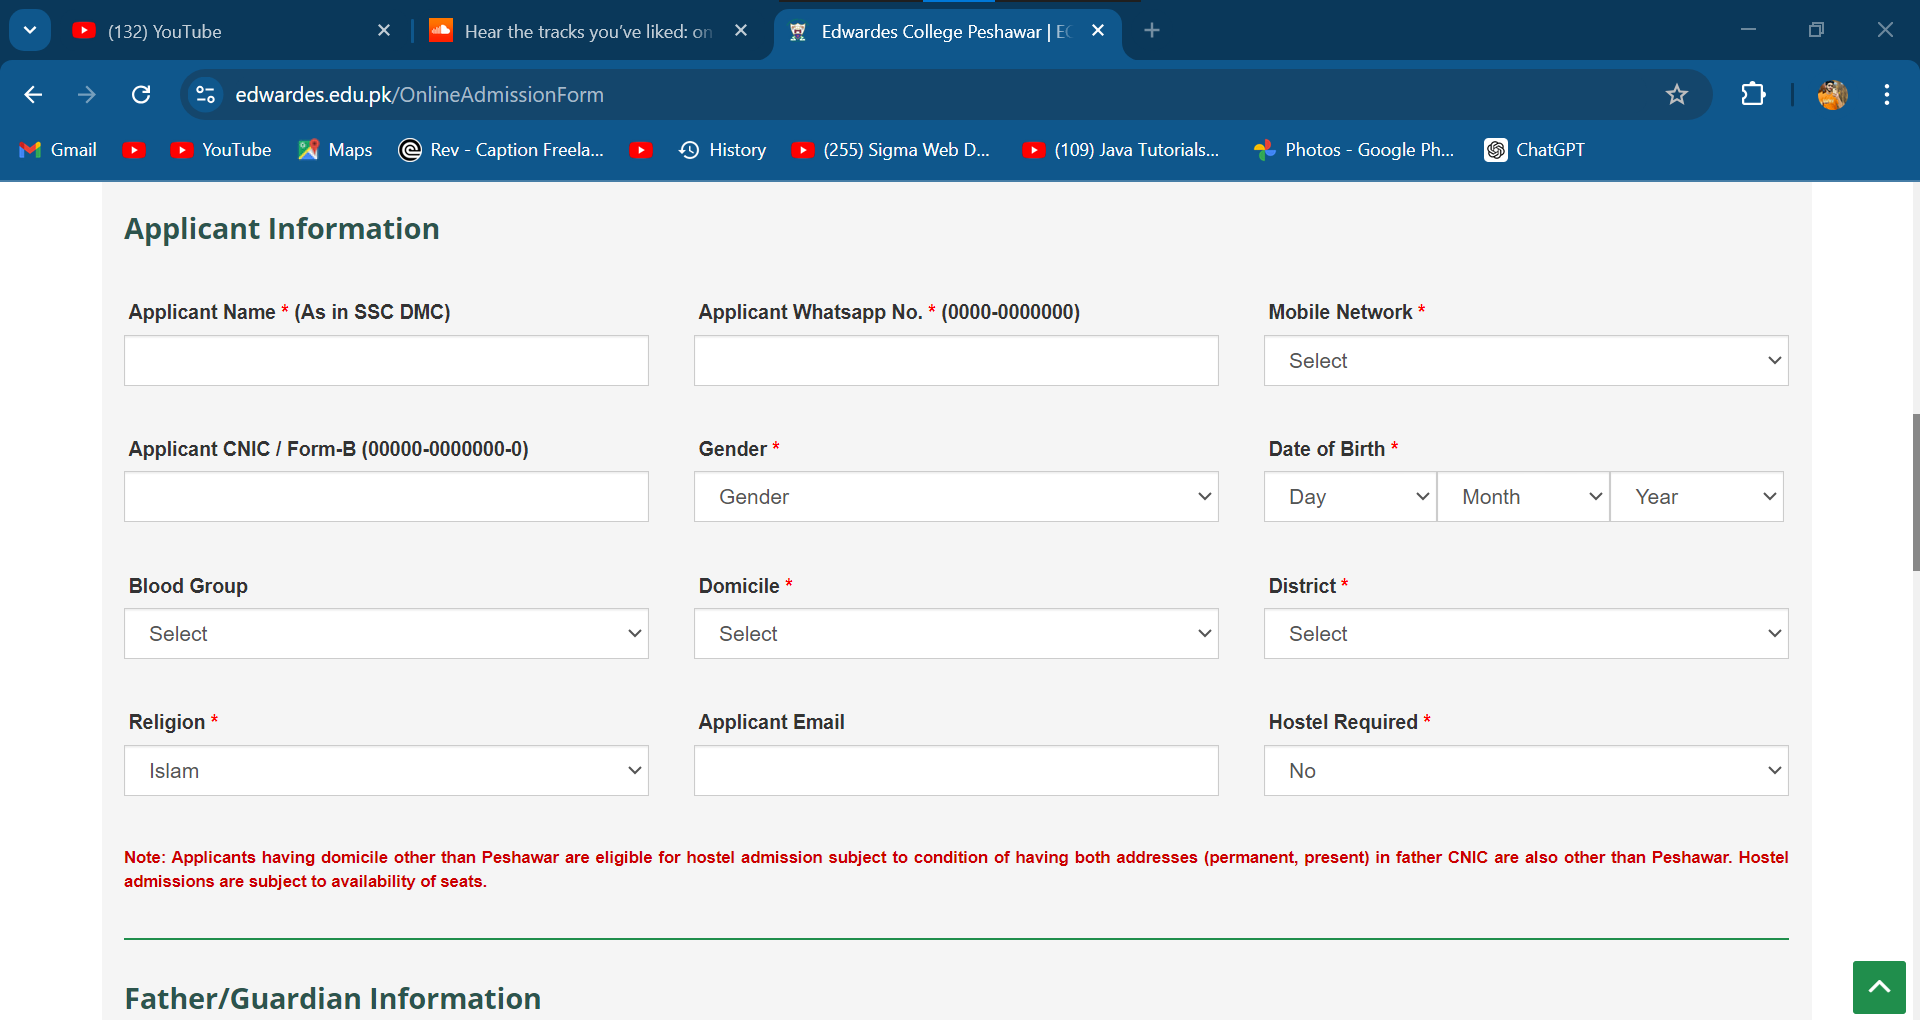 (132) YouTube
Hear the tracks you've liked: on
Edwardes College Peshawar | EC
edwardes.edu.pk/OnlineAdmissionForm
Gmail YouTube Maps Rev - Caption Freela... History (255) Sigma Web D... (109) Java Tutorials... Photos - Google Ph... ChatGPT
Applicant Information
Applicant Name * (As in SSC DMC)
Applicant Whatsapp No. * (0000-0000000)
Mobile Network *
Select
Applicant CNIC / Form-B (00000-0000000-0)
Gender *
Date of Birth *
Gender
Day Month Year
Blood Group
Domicile *
District *
Select
Select
Select
Religion *
Applicant Email
Hostel Required *
Islam
No
Note: Applicants having domicile other than Peshawar are eligible for hostel admission subject to condition of having both addresses (permanent, present) in father CNIC are also other than Peshawar. Hostel
admissions are subject to availability of seats.
Father/Guardian Information